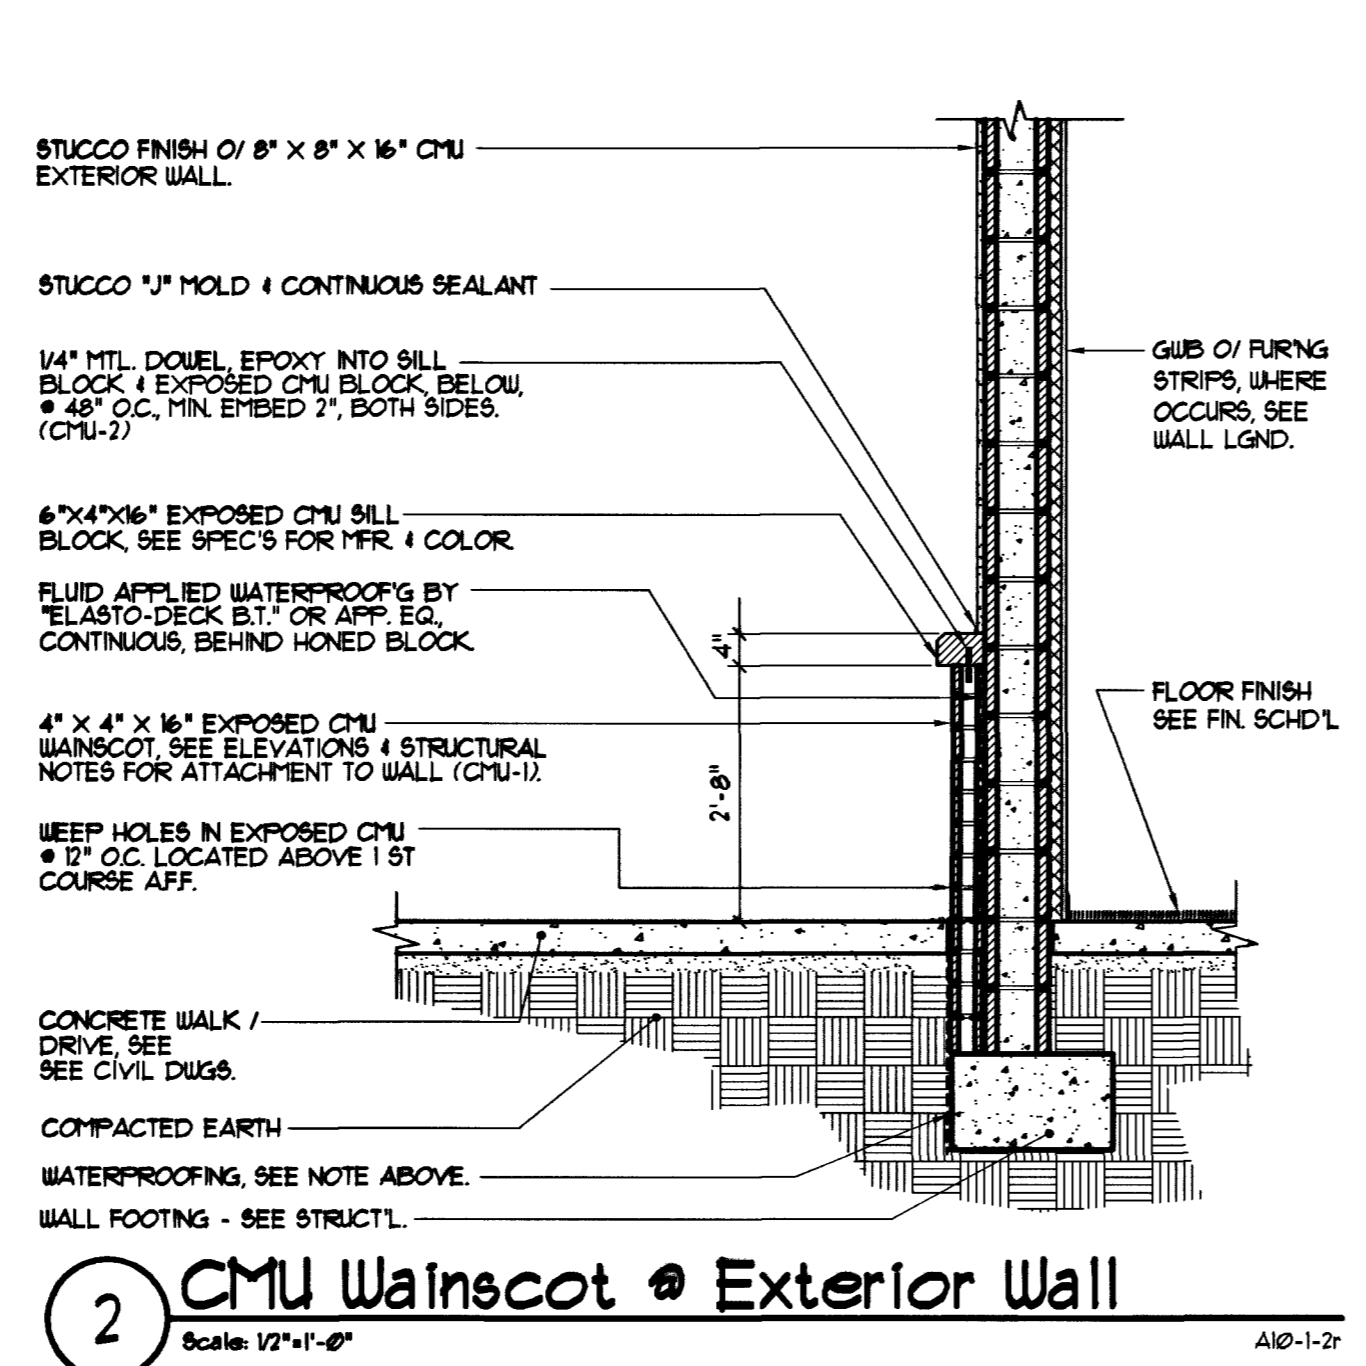 STUCCO FINISH O/ 8" X 8" X 16" CMU
EXTERIOR WALL.
STUCCO "J" MOLD & CONTINUOUS SEALANT
1/4" MTL. DOWEL, EPOXY INTO SILL
BLOCK & EXPOSED CMU BLOCK, BELOW,
@ 48" O.C., MIN. EMBED 2", BOTH SIDES.
(CMU-2)
6"X4"X16" EXPOSED CMU SILL
BLOCK, SEE SPEC'S FOR MFR. & COLOR
FLUID APPLIED WATERPROOF'G BY
"ELASTO-DECK B.T." OR APP. EQ.,
CONTINUOUS, BEHIND HONED BLOCK
4" X 4" X 16" EXPOSED CMU
WAINSCOT, SEE ELEVATIONS & STRUCTURAL
NOTES FOR ATTACHMENT TO WALL (CMU-1).
WEEP HOLES IN EXPOSED CMU
@ 12" O.C. LOCATED ABOVE 1 ST
COURSE A.F.F.
CONCRETE WALK /
DRIVE, SEE
SEE CIVIL DWGS.
COMPACTED EARTH
WATERPROOFING, SEE NOTE ABOVE.
WALL FOOTING - SEE STRUCT'L.
4"
2'-8"
GWB O/ FUR'NG
STRIPS, WHERE
OCCURS, SEE
WALL LGND.
FLOOR FINISH
SEE FIN. SCHD'L
2
CMU Wainscot @ Exterior Wall
Scale: 1/2"=1'-0"
A10-1-2r